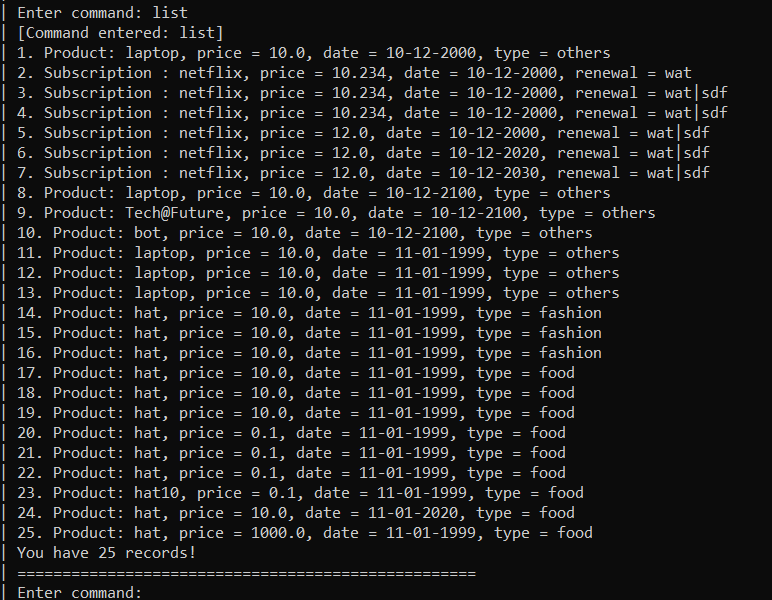 | Enter command: list
| [Command entered: list]
| 1. Product: laptop, price = 10.0, date = 10-12-2000, type = others
| 2. Subscription : netflix, price = 10.234, date = 10-12-2000, renewal = wat
| 3. Subscription : netflix, price = 10.234, date = 10-12-2000, renewal = wat|sdf
| 4. Subscription : netflix, price = 10.234, date = 10-12-2000, renewal = wat|sdf
| 5. Subscription : netflix, price = 12.0, date = 10-12-2000, renewal = wat|sdf
| 6. Subscription : netflix, price = 12.0, date = 10-12-2020, renewal = wat|sdf
| 7. Subscription : netflix, price = 12.0, date = 10-12-2030, renewal = wat|sdf
| 8. Product: laptop, price = 10.0, date = 10-12-2100, type = others
| 9. Product: Tech@Future, price = 10.0, date = 10-12-2100, type = others
| 10. Product: bot, price = 10.0, date = 10-12-2100, type = others
| 11. Product: laptop, price = 10.0, date = 11-01-1999, type = others
| 12. Product: laptop, price = 10.0, date = 11-01-1999, type = others
| 13. Product: laptop, price = 10.0, date = 11-01-1999, type = others
| 14. Product: hat, price = 10.0, date = 11-01-1999, type = fashion
| 15. Product: hat, price = 10.0, date = 11-01-1999, type = fashion
| 16. Product: hat, price = 10.0, date = 11-01-1999, type = fashion
| 17. Product: hat, price = 10.0, date = 11-01-1999, type = food
| 18. Product: hat, price = 10.0, date = 11-01-1999, type = food
| 19. Product: hat, price = 10.0, date = 11-01-1999, type = food
| 20. Product: hat, price = 0.1, date = 11-01-1999, type = food
| 21. Product: hat, price = 0.1, date = 11-01-1999, type = food
| 22. Product: hat, price = 0.1, date = 11-01-1999, type = food
| 23. Product: hat10, price = 0.1, date = 11-01-1999, type = food
| 24. Product: hat, price = 10.0, date = 11-01-2020, type = food
| 25. Product: hat, price = 1000.0, date = 11-01-1999, type = food
| You have 25 records!
| ===================================================
| Enter command: